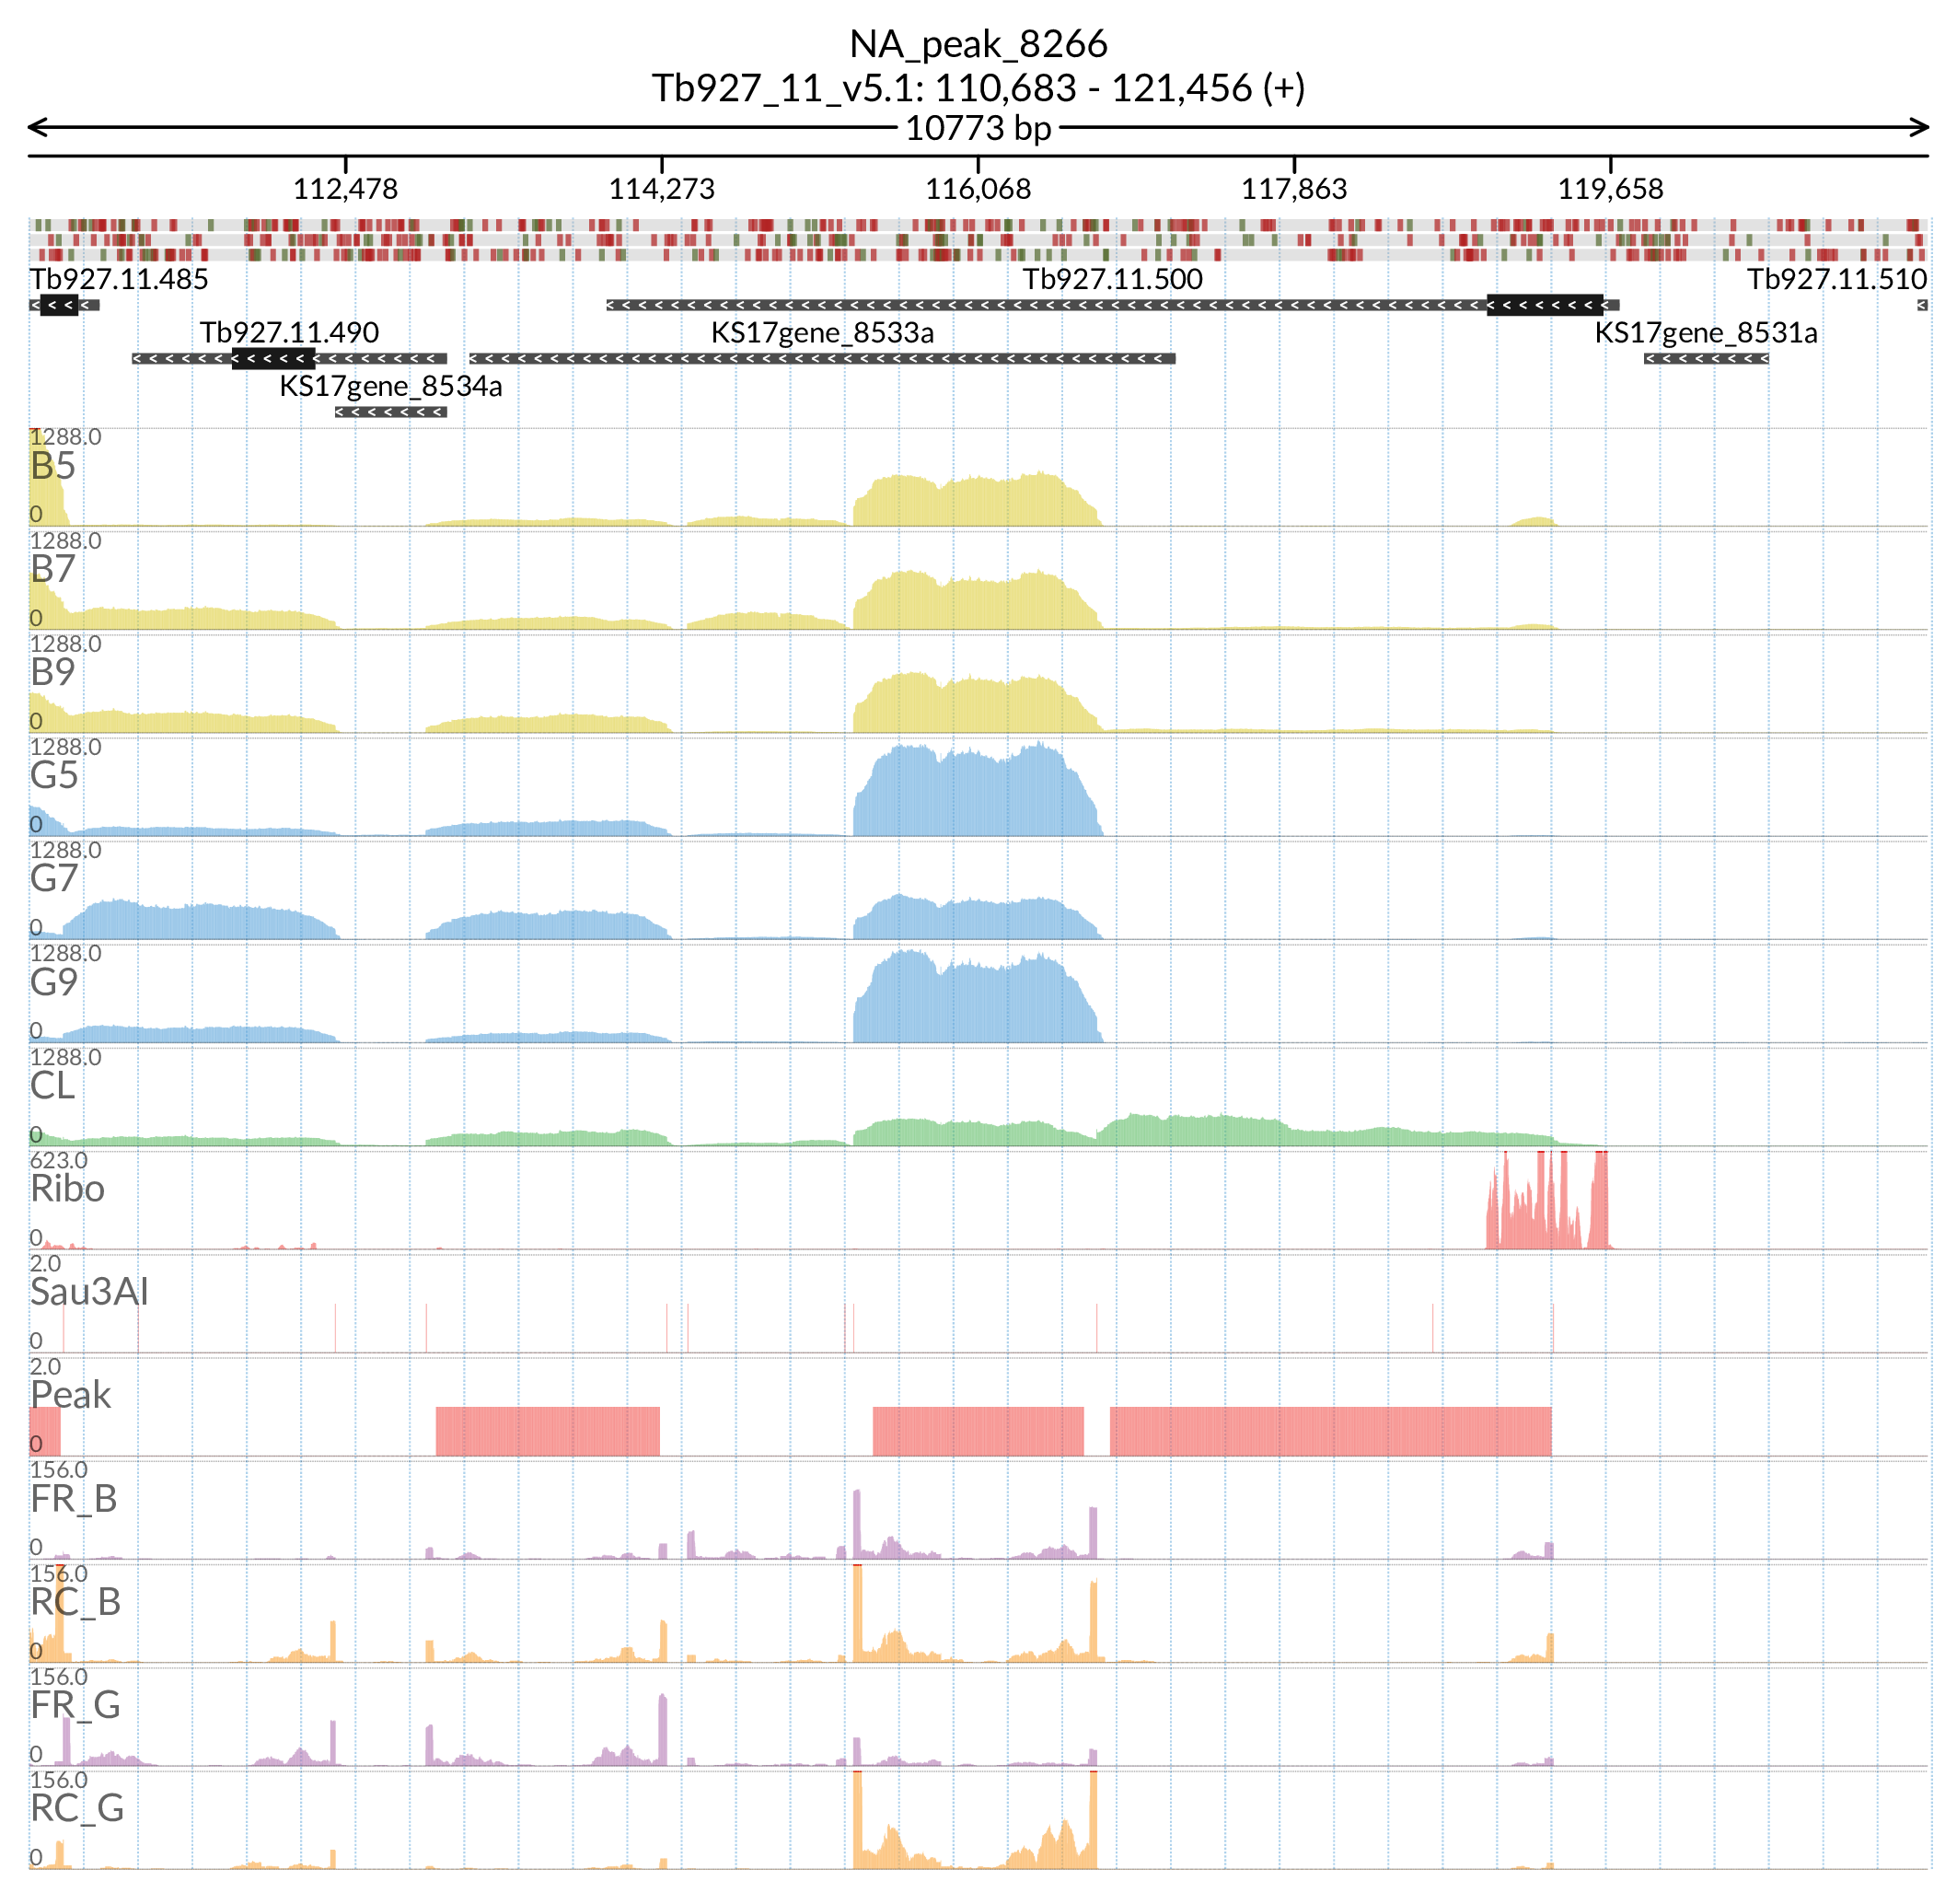 NA_peak_8266
Tb927_11_v5.1: 110,683 - 121,456 (+)
10773 bp
112,478 114,273 116,068 117,863 119,658
Tb927.11.485 Tb927.11.500 Tb927.11.510
Tb927.11.490 KS17gene_8533a KS17gene_8531a
KS17gene_8534a
1288.0
B5
0
1288.0
B7
0
1288.0
B9
0
1288.0
G5
0
1288.0
G7
0
1288.0
G9
0
1288.0
CL
0
623.0
Ribo
0
2.0
Sau3AI
0
2.0
Peak
0
156.0
FR_B
0
156.0
RC_B
0
156.0
FR_G
0
156.0
RC_G
0